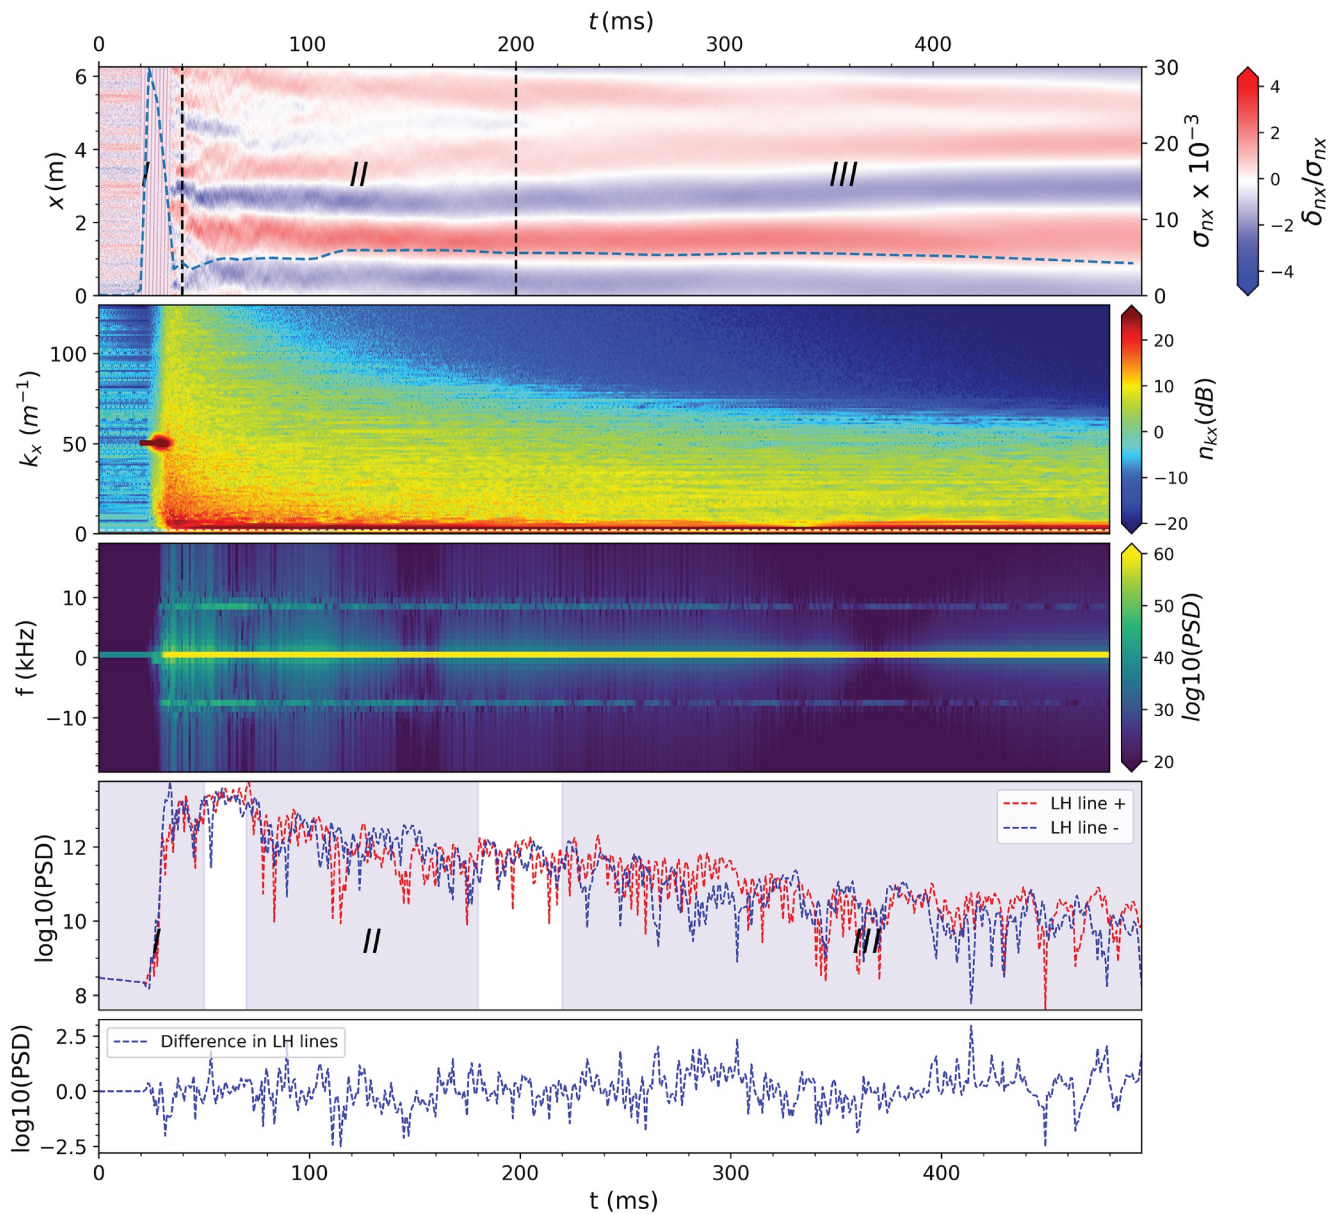 t (ms)
0 100 200 300 400
6
4
2
0
x (m)
I
II
III
30
20
10
0
σnx x 10⁻³
4
2
0
−2
−4
δnx/σnx
100
50
0
kx (m⁻¹)
20
10
0
−10
−20
nkx(dB)
10
0
−10
f (kHz)
60
50
40
30
20
log10(PSD)
12
10
8
log10(PSD)
LH line +
LH line -
I
II
III
2.5
0.0
−2.5
log10(PSD)
Difference in LH lines
0 100 200 300 400
t (ms)